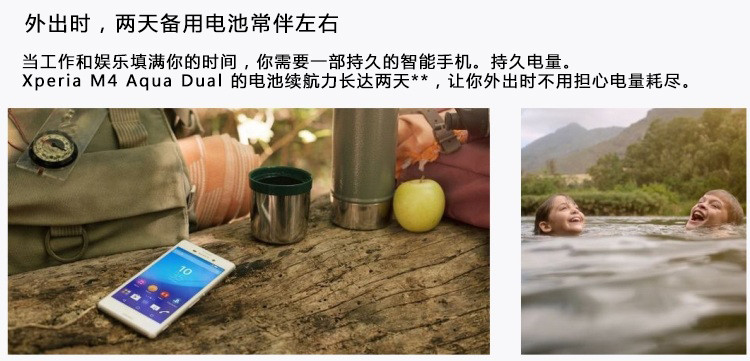 外出时，两天备用电池常伴左右
当工作和娱乐填满你的时间，你需要一部持久的智能手机。持久电量。
Xperia M4 Aqua Dual 的电池续航力长达两天**，让你外出时不用担心电量耗尽。
10